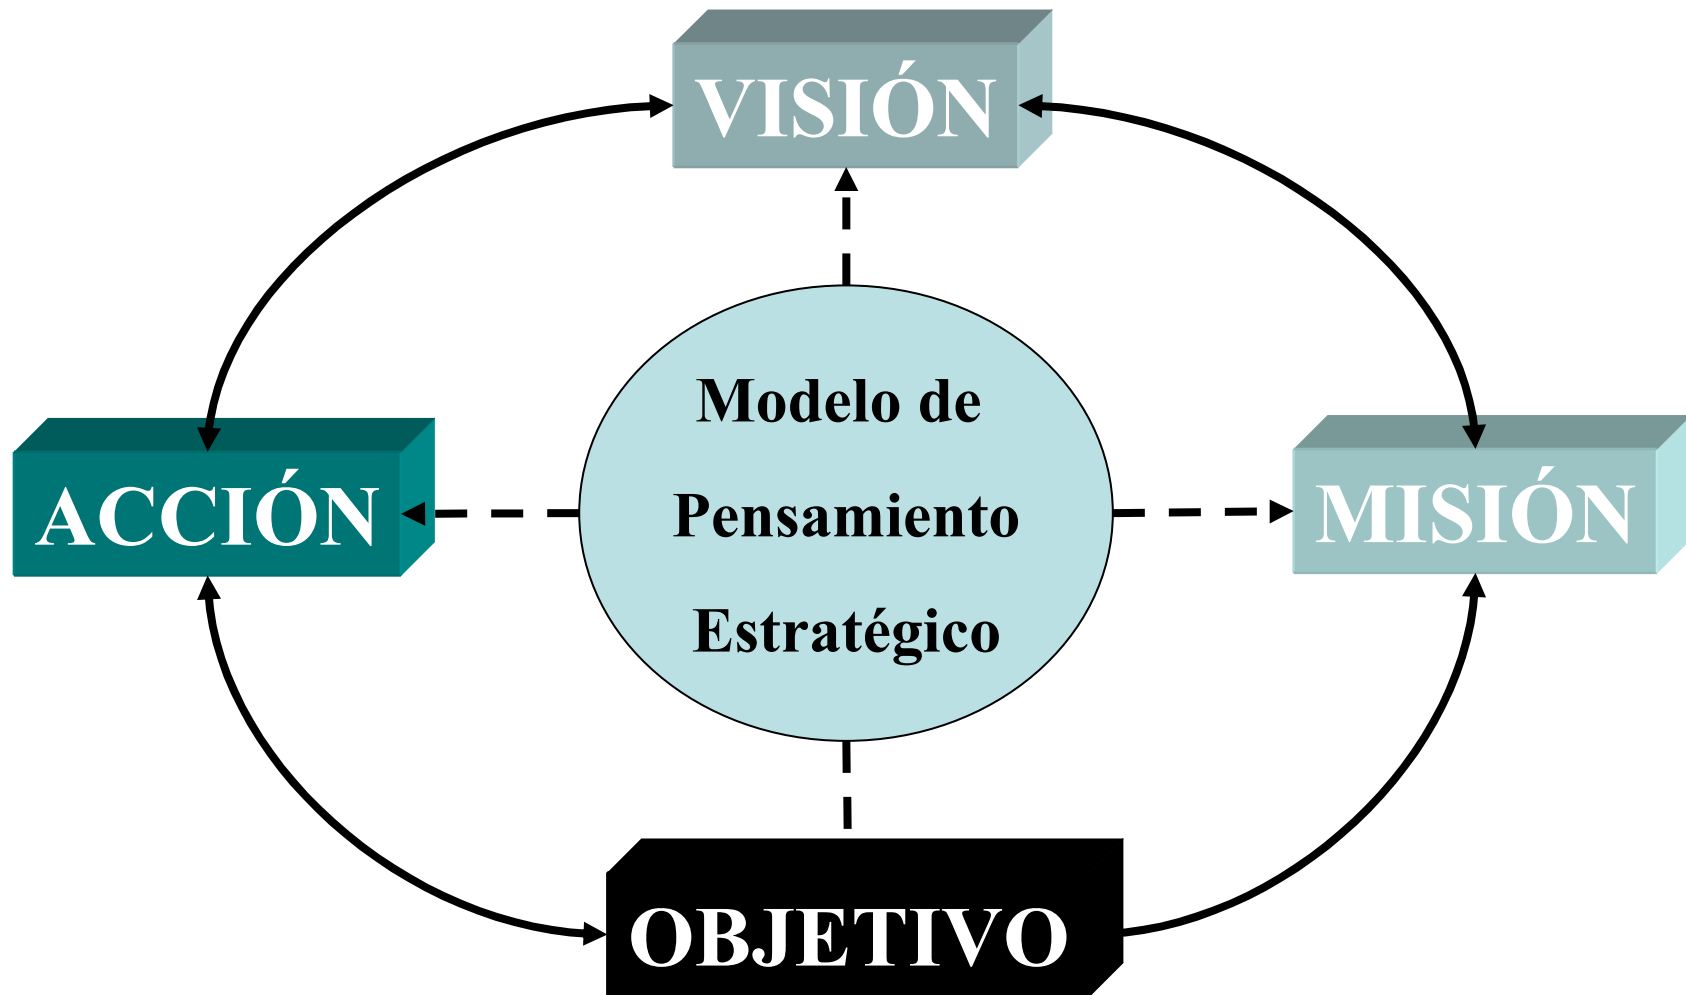 VISIÓN
Modelo de
Pensamiento
Estratégico
ACCIÓN
MISIÓN
OBJETIVO